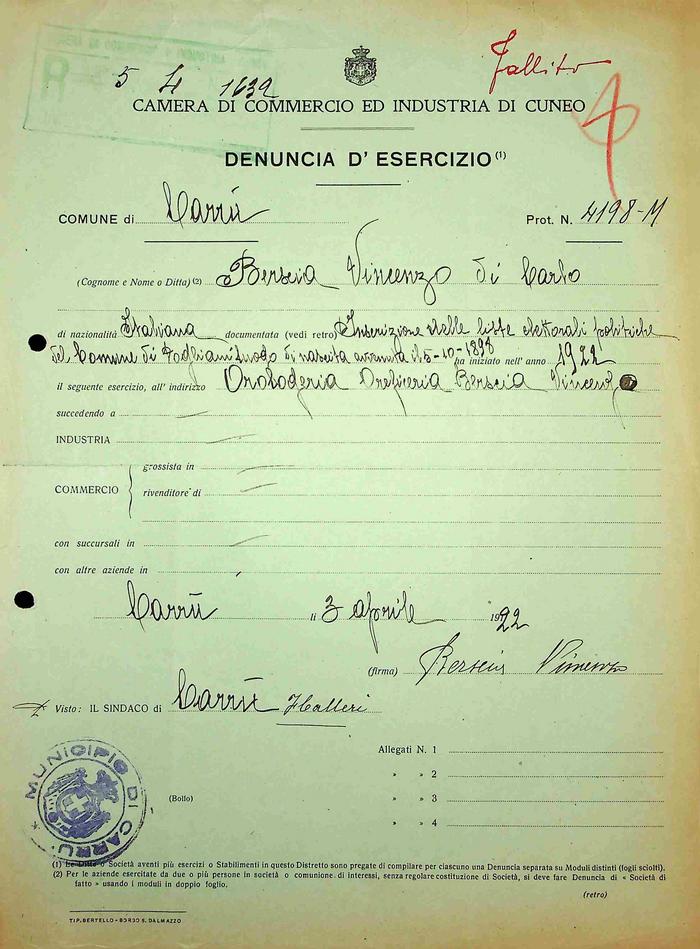 5 4 1639
Fallito
CAMERA DI COMMERCIO ED INDUSTRIA DI CUNEO
DENUNCIA D' ESERCIZIO (1)
COMUNE di Carrù Prot. N. 4198-M
(Cognome e Nome o Ditta) (2) Berscia Vincenzo di Carlo
di nazionalità Italiana documentata (vedi retro) Inscrizione nelle liste elettorali politiche
del Comune di luogo di nascita avvenuta il 5-10-1898 ha iniziato nell' anno 1922
il seguente esercizio, all' indirizzo Orologeria Oreficeria Berscia Vincenzo
succedendo a
INDUSTRIA
COMMERCIO
grossista in
rivenditore di
con succursali in
con altre aziende in
Carrù li 3 aprile 1922
(firma) Berscia Vincenzo
Visto: IL SINDACO di Carrù
Allegati N. 1
» » 2
» » 3
» » 4
MUNICIPIO DI CARRU'
(Bollo)
(1) Le Ditte o Società aventi più esercizi o Stabilimenti in questo Distretto sono pregate di compilare per ciascuno una Denuncia separata su Moduli distinti (fogli sciolti).
(2) Per le aziende esercitate da due o più persone in società o comunione di interessi, senza regolare costituzione di Società, si deve fare Denuncia di « Società di
fatto » usando i moduli in doppio foglio.
(retro)
TIP. BERTELLO - BORGO S. DALMAZZO